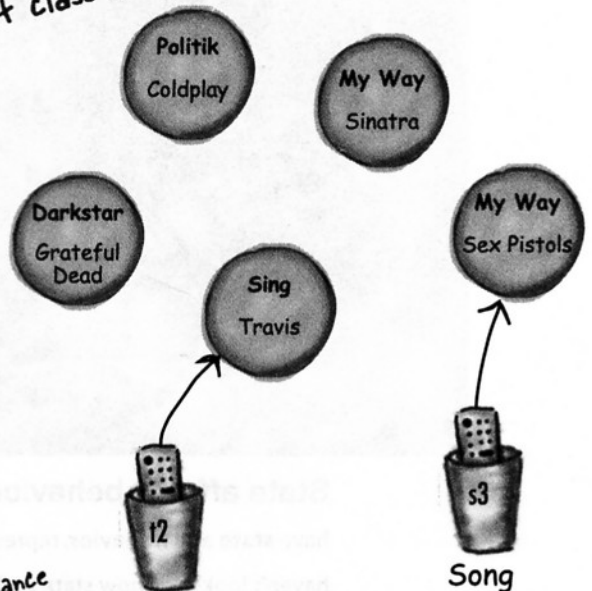 Politik
Coldplay
My Way
Sinatra
Darkstar
Grateful
Dead
Sing
Travis
My Way
Sex Pistols
t2
s3
Song